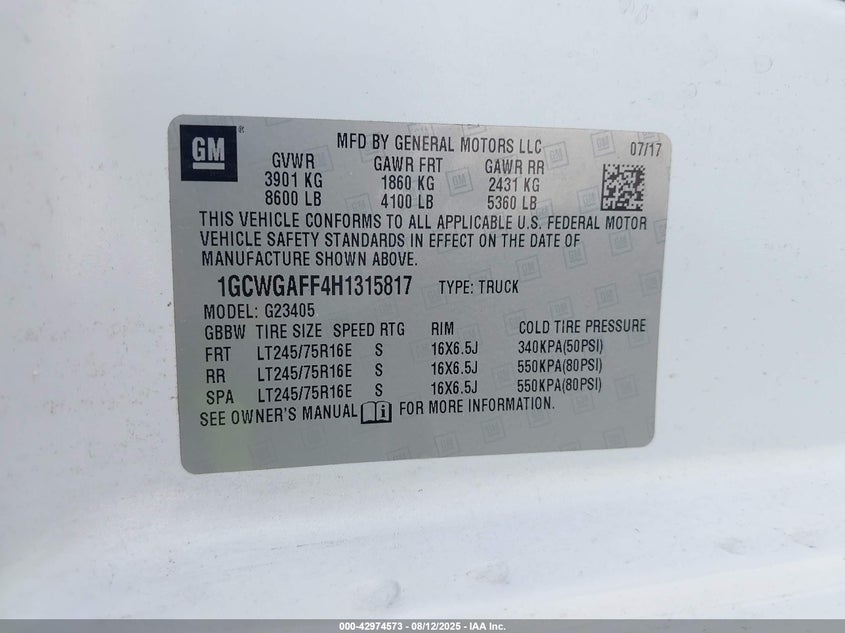 GM
MFD BY GENERAL MOTORS LLC 07/17
GVWR GAWR FRT GAWR RR
3901 KG 1860 KG 2431 KG
8600 LB 4100 LB 5360 LB
THIS VEHICLE CONFORMS TO ALL APPLICABLE U.S. FEDERAL MOTOR
VEHICLE SAFETY STANDARDS IN EFFECT ON THE DATE OF
MANUFACTURE SHOWN ABOVE.
1GCWGAFF4H1315817 TYPE: TRUCK
MODEL: G23405
GBBW TIRE SIZE SPEED RTG RIM COLD TIRE PRESSURE
FRT LT245/75R16E S 16X6.5J 340KPA(50PSI)
RR LT245/75R16E S 16X6.5J 550KPA(80PSI)
SPA LT245/75R16E S 16X6.5J 550KPA(80PSI)
SEE OWNER'S MANUAL i FOR MORE INFORMATION.
000-42974573 - 08/12/2025 - IAA Inc.